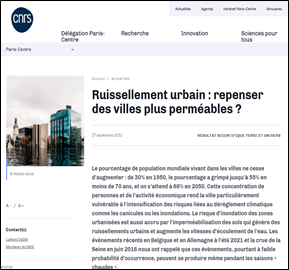 cnrs
Actualités Agenda Intranet Paris-Centre Annuaires
Délégation Paris-Centre
Recherche
Innovation
Sciences pour tous
Paris-Centre
Accueil > Actualités
Ruissellement urbain : repenser
des villes plus perméables ?
27 septembre 2022
RÉSULTAT SCIENTIFIQUE TERRE ET UNIVERS
© Adobe stock
A- / A+
Contact(s)
Le pourcentage de population mondiale vivant dans les villes ne cesse
d'augmenter : de 30% en 1950, le pourcentage a grimpé jusqu'à 55% en
moins de 70 ans, et on s'attend à 68% en 2050. Cette concentration de
personnes et de l'activité économique rend la ville particulièrement
vulnérable à l'intensification des risques liées au dérèglement climatique
comme les canicules ou les inondations. Le risque d'inondation des zones
urbanisées est aussi accru par l'imperméabilisation des sols qui génère des
ruissellements urbains et augmente les vitesses d'écoulement de l'eau. Les
évènements récents en Belgique et en Allemagne à l'été 2021 et la crue de la
Seine en juin 2016 nous ont rappelé que ces évènements, pourtant à faible
probabilité d'occurrence, peuvent se produire même pendant les saisons «
chaudes ».